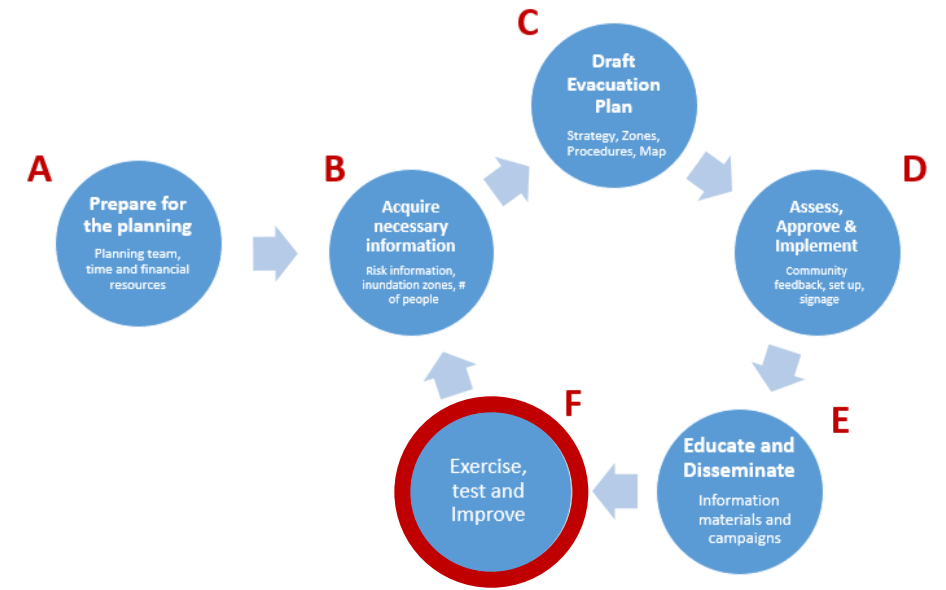 A
Prepare for
the planning
Planning team,
time and financial
resources
B
Acquire
necessary
information
Risk information,
inundation zones, #
of people
C
Draft
Evacuation
Plan
Strategy, Zones,
Procedures, Map
D
Assess,
Approve &
Implement
Community
feedback, set up,
signage
E
Educate and
Disseminate
Information
materials and
campaigns
F
Exercise,
test and
Improve